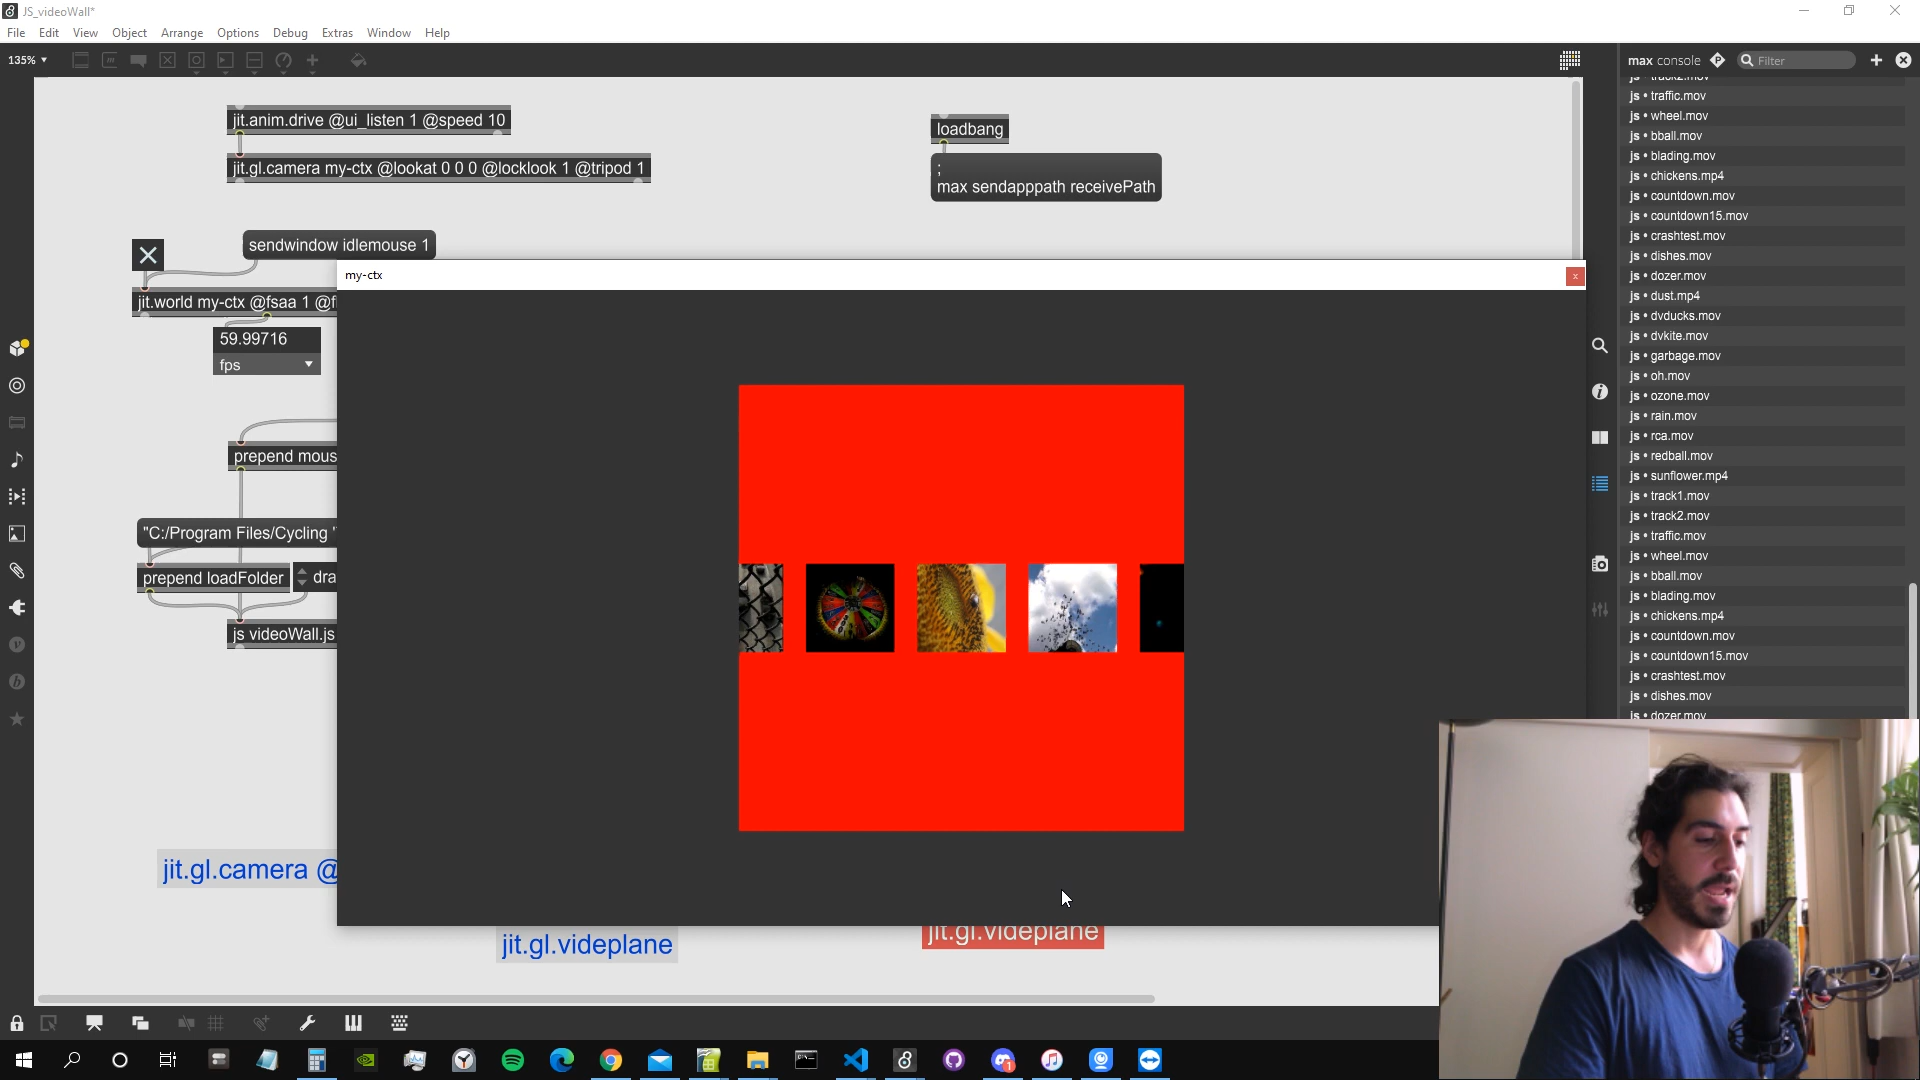 JS_videoWall*
File Edit View Object Arrange Options Debug Extras Window Help
135%
max console
Filter
jit.anim.drive @ui_listen 1 @speed 10
jit.gl.camera my-ctx @lookat 0 0 0 @locklook 1 @tripod 1
loadbang
;
max sendapppath receivePath
sendwindow idlemouse 1
jit.world my-ctx @fsaa 1 @f
59.99716
fps
my-ctx
x
prepend mous
"C:/Program Files/Cycling '
prepend loadFolder
dra
js videoWall.js
jit.gl.camera @
jit.gl.videplane
jit.gl.videplane
js • track2.mov
js • traffic.mov
js • wheel.mov
js • bball.mov
js • blading.mov
js • chickens.mp4
js • countdown.mov
js • countdown15.mov
js • crashtest.mov
js • dishes.mov
js • dozer.mov
js • dust.mp4
js • dvducks.mov
js • dvkite.mov
js • garbage.mov
js • oh.mov
js • ozone.mov
js • rain.mov
js • rca.mov
js • redball.mov
js • sunflower.mp4
js • track1.mov
js • track2.mov
js • traffic.mov
js • wheel.mov
js • bball.mov
js • blading.mov
js • chickens.mp4
js • countdown.mov
js • countdown15.mov
js • crashtest.mov
js • dishes.mov
js • dozer.mov